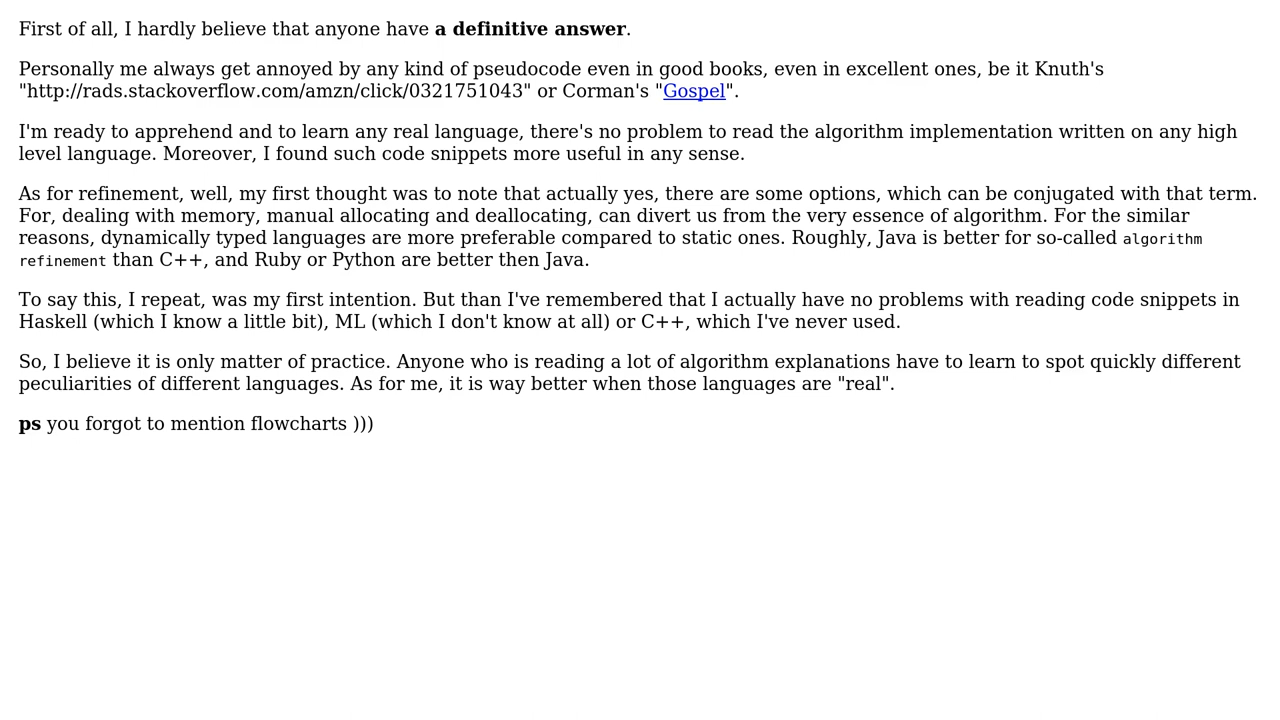 First of all, I hardly believe that anyone have a definitive answer.
Personally me always get annoyed by any kind of pseudocode even in good books, even in excellent ones, be it Knuth's
"http://rads.stackoverflow.com/amzn/click/0321751043" or Corman's "Gospel".
I'm ready to apprehend and to learn any real language, there's no problem to read the algorithm implementation written on any high
level language. Moreover, I found such code snippets more useful in any sense.
As for refinement, well, my first thought was to note that actually yes, there are some options, which can be conjugated with that term.
For, dealing with memory, manual allocating and deallocating, can divert us from the very essence of algorithm. For the similar
reasons, dynamically typed languages are more preferable compared to static ones. Roughly, Java is better for so-called algorithm
refinement than C++, and Ruby or Python are better then Java.
To say this, I repeat, was my first intention. But than I've remembered that I actually have no problems with reading code snippets in
Haskell (which I know a little bit), ML (which I don't know at all) or C++, which I've never used.
So, I believe it is only matter of practice. Anyone who is reading a lot of algorithm explanations have to learn to spot quickly different
peculiarities of different languages. As for me, it is way better when those languages are "real".
ps you forgot to mention flowcharts )))